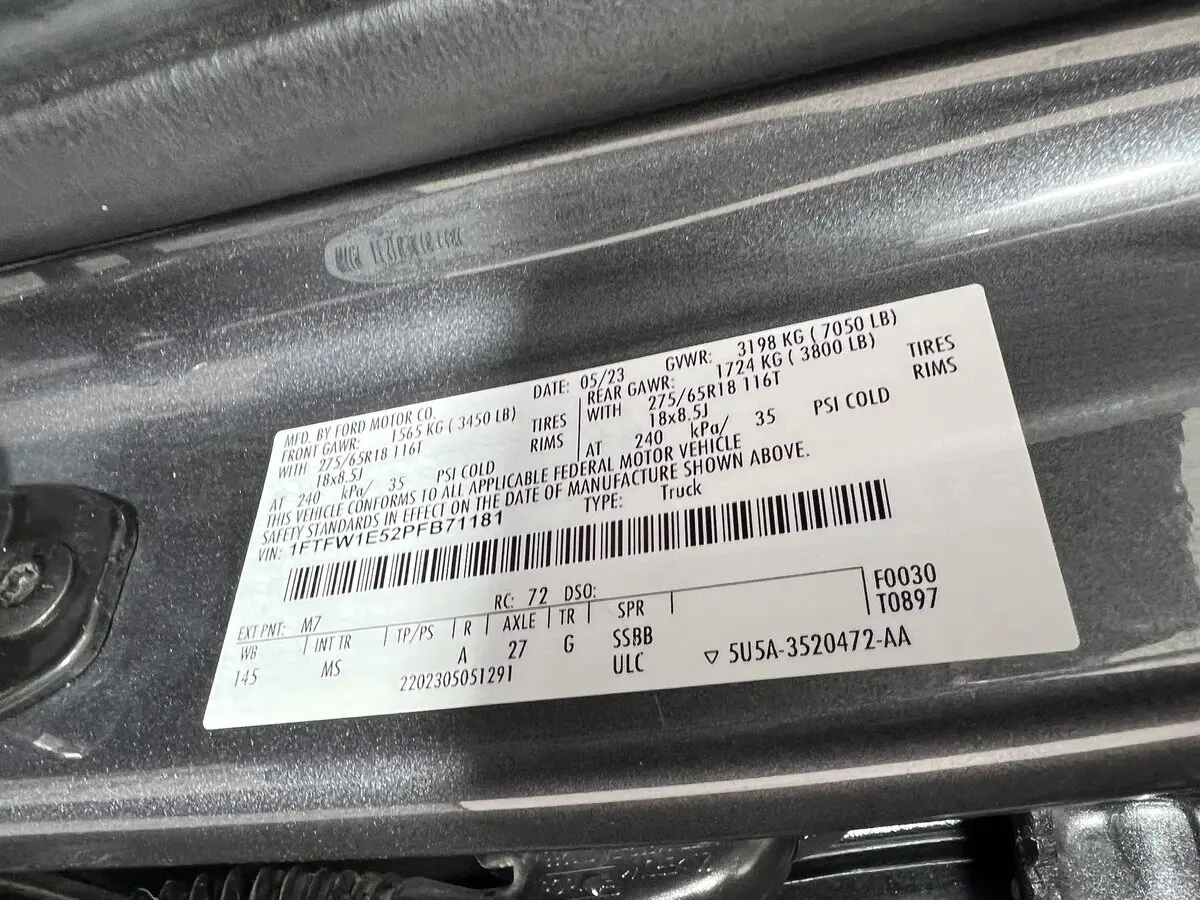 MFD. BY FORD MOTOR CO. DATE: 05/23 GVWR: 3198 KG ( 7050 LB)
FRONT GAWR: 1565 KG ( 3450 LB) REAR GAWR: 1724 KG ( 3800 LB)
WITH 275/65R18 116T TIRES WITH 275/65R18 116T TIRES
18x8.5J RIMS 18x8.5J RIMS
AT 240 kPa/ 35 PSI COLD AT 240 kPa/ 35 PSI COLD
THIS VEHICLE CONFORMS TO ALL APPLICABLE FEDERAL MOTOR VEHICLE
SAFETY STANDARDS IN EFFECT ON THE DATE OF MANUFACTURE SHOWN ABOVE.
VIN: 1FTFW1E52PFB71181 TYPE: Truck
EXT PNT: M7 RC: 72 DSO: F0030
WB INT TR TP/PS R AXLE TR SPR T0897
145 MS A 27 G SSBB
2202305051291 ULC ▽ 5U5A-3520472-AA